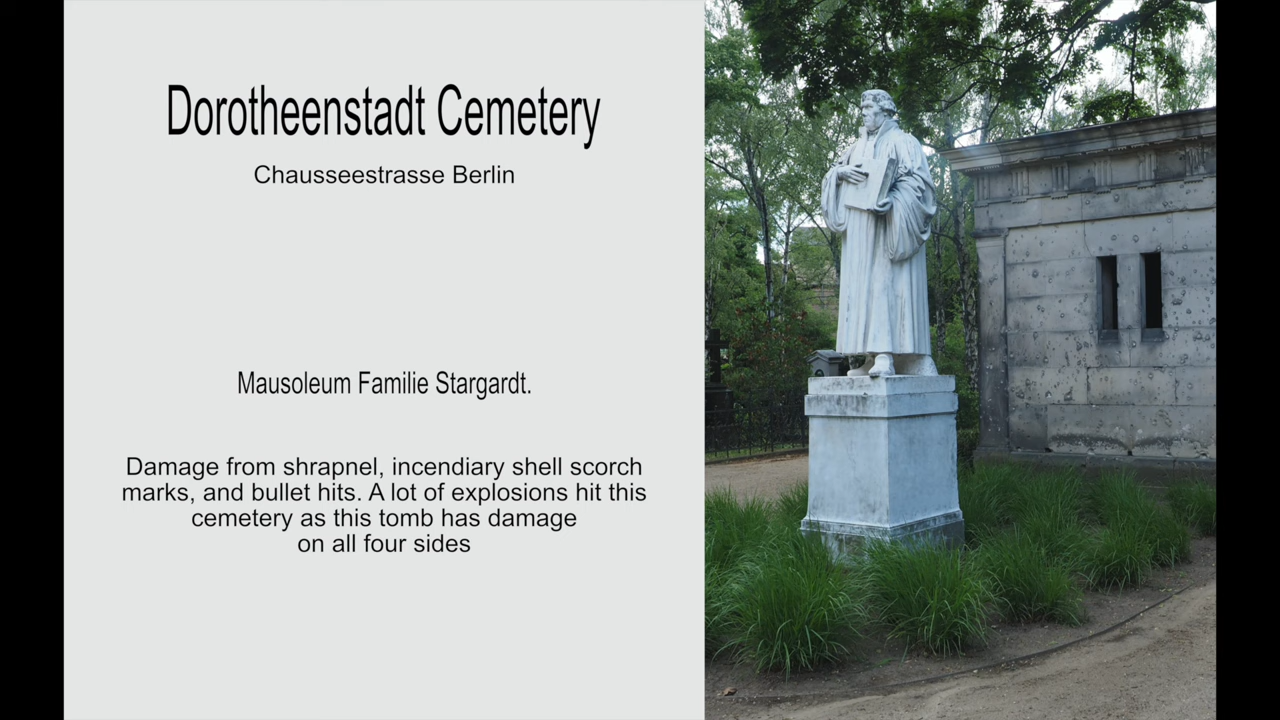 Dorotheenstadt Cemetery
Chausseestrasse Berlin
Mausoleum Familie Stargardt.
Damage from shrapnel, incendiary shell scorch
marks, and bullet hits. A lot of explosions hit this
cemetery as this tomb has damage
on all four sides